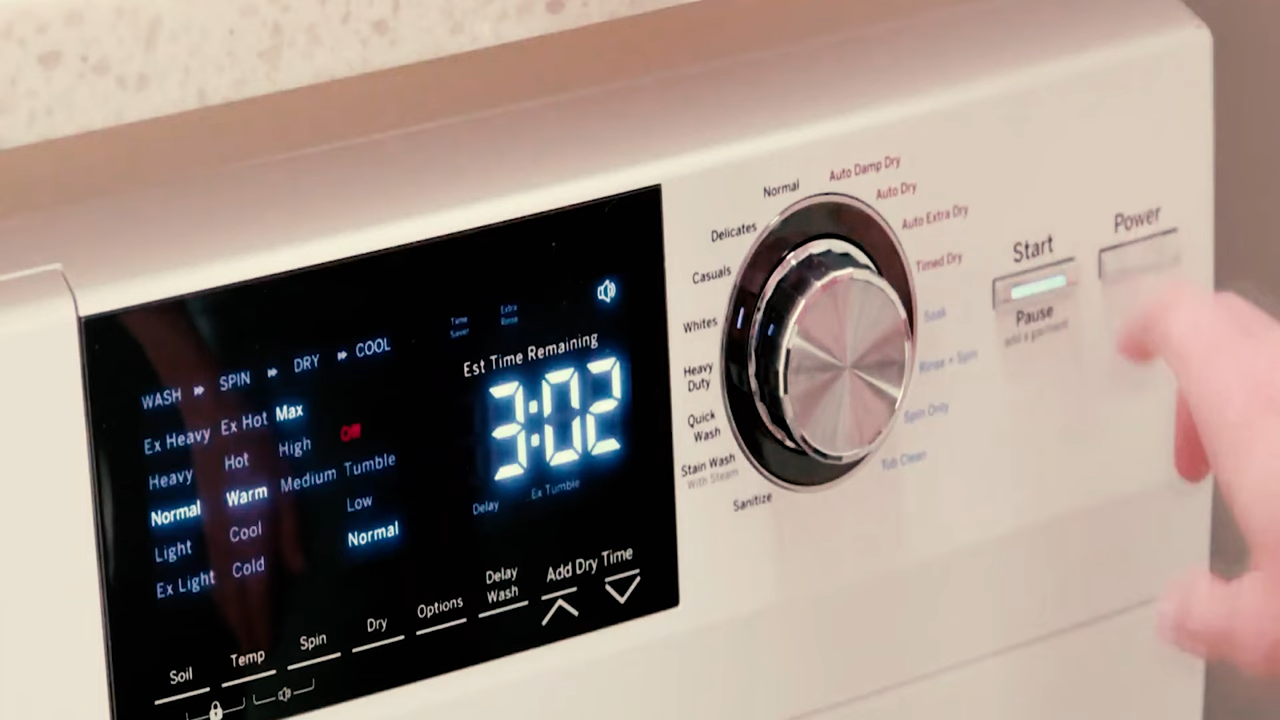 WASH SPIN DRY COOL
Ex Heavy Ex Hot Max
Heavy Hot High Off
Normal Warm Medium Tumble
Light Cool Low
Ex Light Cold Normal
Time Saver
Extra Rinse
Est Time Remaining
3:02
Delay Ex Tumble
Soil Temp Spin Dry Options
Delay Wash
Add Dry Time
Normal
Delicates
Casuals
Whites
Heavy Duty
Quick Wash
Stain Wash
With Steam
Sanitize
Auto Damp Dry
Auto Dry
Auto Extra Dry
Timed Dry
Soak
Rinse + Spin
Spin Only
Tub Clean
Start
Pause
add a garment
Power